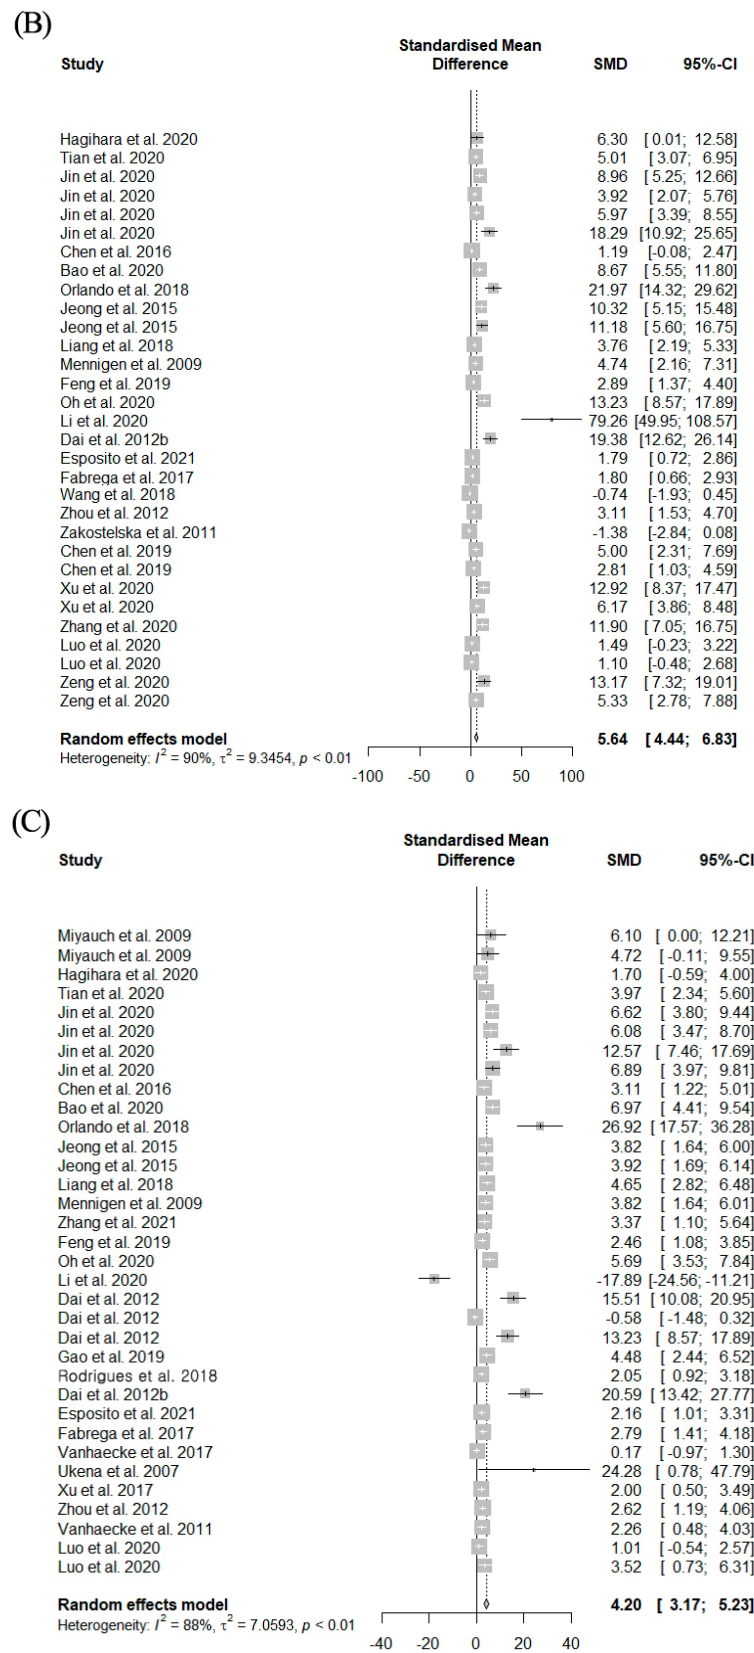 (B)
Standardised Mean
Study Difference SMD 95%-CI
Hagihara et al. 2020 6.30 [ 0.01; 12.58]
Tian et al. 2020 5.01 [ 3.07; 6.95]
Jin et al. 2020 8.96 [ 5.25; 12.66]
Jin et al. 2020 3.92 [ 2.07; 5.76]
Jin et al. 2020 5.97 [ 3.39; 8.55]
Jin et al. 2020 18.29 [10.92; 25.65]
Chen et al. 2016 1.19 [-0.08; 2.47]
Bao et al. 2020 8.67 [ 5.55; 11.80]
Orlando et al. 2018 21.97 [14.32; 29.62]
Jeong et al. 2015 10.32 [ 5.15; 15.48]
Jeong et al. 2015 11.18 [ 5.60; 16.75]
Liang et al. 2018 3.76 [ 2.19; 5.33]
Mennigen et al. 2009 4.74 [ 2.16; 7.31]
Feng et al. 2019 2.89 [ 1.37; 4.40]
Oh et al. 2020 13.23 [ 8.57; 17.89]
Li et al. 2020 79.26 [49.95; 108.57]
Dai et al. 2012b 19.38 [12.62; 26.14]
Esposito et al. 2021 1.79 [ 0.72; 2.86]
Fabrega et al. 2017 1.80 [ 0.66; 2.93]
Wang et al. 2018 -0.74 [-1.93; 0.45]
Zhou et al. 2012 3.11 [ 1.53; 4.70]
Zakostelska et al. 2011 -1.38 [-2.84; 0.08]
Chen et al. 2019 5.00 [ 2.31; 7.69]
Chen et al. 2019 2.81 [ 1.03; 4.59]
Xu et al. 2020 12.92 [ 8.37; 17.47]
Xu et al. 2020 6.17 [ 3.86; 8.48]
Zhang et al. 2020 11.90 [ 7.05; 16.75]
Luo et al. 2020 1.49 [-0.23; 3.22]
Luo et al. 2020 1.10 [-0.48; 2.68]
Zeng et al. 2020 13.17 [ 7.32; 19.01]
Zeng et al. 2020 5.33 [ 2.78; 7.88]
Random effects model 5.64 [ 4.44; 6.83]
Heterogeneity: I² = 90%, τ² = 9.3454, p < 0.01
-100 -50 0 50 100
(C)
Standardised Mean
Study Difference SMD 95%-CI
Miyauch et al. 2009 6.10 [ 0.00; 12.21]
Miyauch et al. 2009 4.72 [ -0.11; 9.55]
Hagihara et al. 2020 1.70 [ -0.59; 4.00]
Tian et al. 2020 3.97 [ 2.34; 5.60]
Jin et al. 2020 6.62 [ 3.80; 9.44]
Jin et al. 2020 6.08 [ 3.47; 8.70]
Jin et al. 2020 12.57 [ 7.46; 17.69]
Jin et al. 2020 6.89 [ 3.97; 9.81]
Chen et al. 2016 3.11 [ 1.22; 5.01]
Bao et al. 2020 6.97 [ 4.41; 9.54]
Orlando et al. 2018 26.92 [ 17.57; 36.28]
Jeong et al. 2015 3.82 [ 1.64; 6.00]
Jeong et al. 2015 3.92 [ 1.69; 6.14]
Liang et al. 2018 4.65 [ 2.82; 6.48]
Mennigen et al. 2009 3.82 [ 1.64; 6.01]
Zhang et al. 2021 3.37 [ 1.10; 5.64]
Feng et al. 2019 2.46 [ 1.08; 3.85]
Oh et al. 2020 5.69 [ 3.53; 7.84]
Li et al. 2020 -17.89 [-24.56; -11.21]
Dai et al. 2012 15.51 [ 10.08; 20.95]
Dai et al. 2012 -0.58 [ -1.48; 0.32]
Dai et al. 2012 13.23 [ 8.57; 17.89]
Gao et al. 2019 4.48 [ 2.44; 6.52]
Rodrigues et al. 2018 2.05 [ 0.92; 3.18]
Dai et al. 2012b 20.59 [ 13.42; 27.77]
Esposito et al. 2021 2.16 [ 1.01; 3.31]
Fabrega et al. 2017 2.79 [ 1.41; 4.18]
Vanhaecke et al. 2017 0.17 [ -0.97; 1.30]
Ukena et al. 2007 24.28 [ 0.78; 47.79]
Xu et al. 2017 2.00 [ 0.50; 3.49]
Zhou et al. 2012 2.62 [ 1.19; 4.06]
Vanhaecke et al. 2011 2.26 [ 0.48; 4.03]
Luo et al. 2020 1.01 [ -0.54; 2.57]
Luo et al. 2020 3.52 [ 0.73; 6.31]
Random effects model 4.20 [ 3.17; 5.23]
Heterogeneity: I² = 88%, τ² = 7.0593, p < 0.01
-40 -20 0 20 40